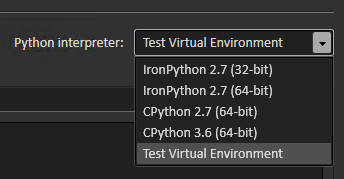 Python interpreter: Test Virtual Environment
IronPython 2.7 (32-bit)
IronPython 2.7 (64-bit)
CPython 2.7 (64-bit)
CPython 3.6 (64-bit)
Test Virtual Environment